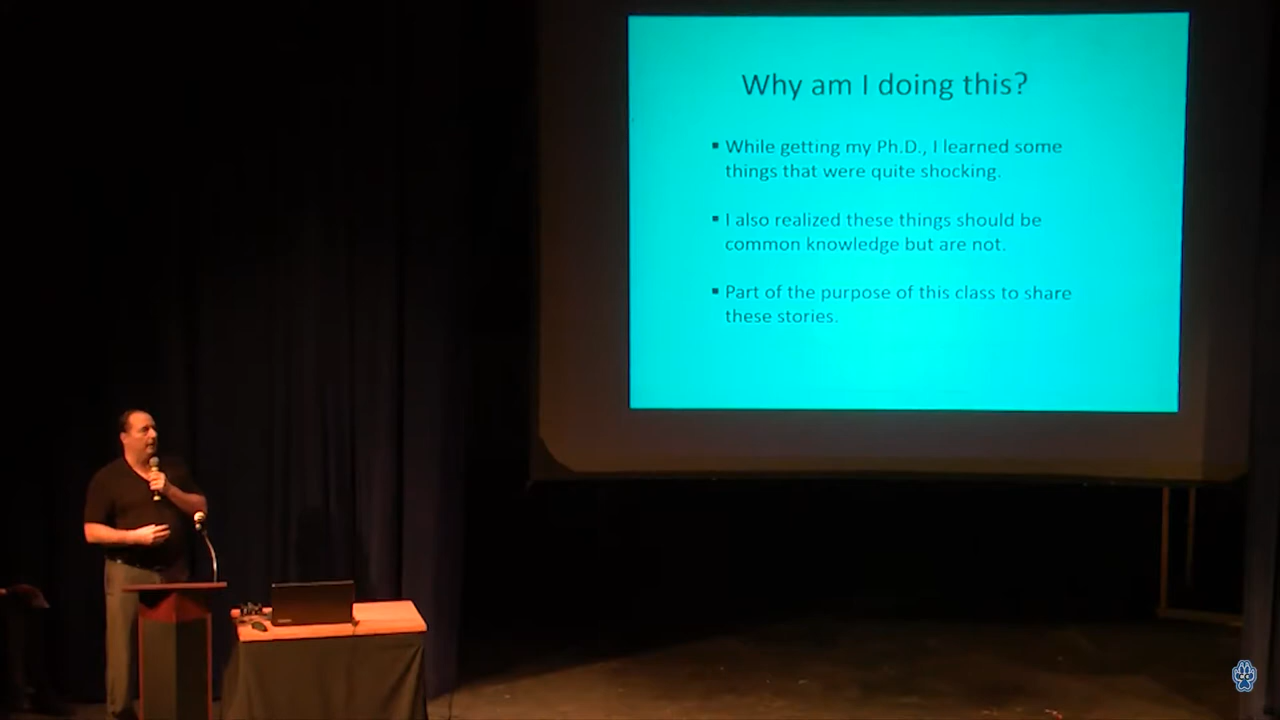 Why am I doing this?
▪ While getting my Ph.D., I learned some
things that were quite shocking.
▪ I also realized these things should be
common knowledge but are not.
▪ Part of the purpose of this class to share
these stories.